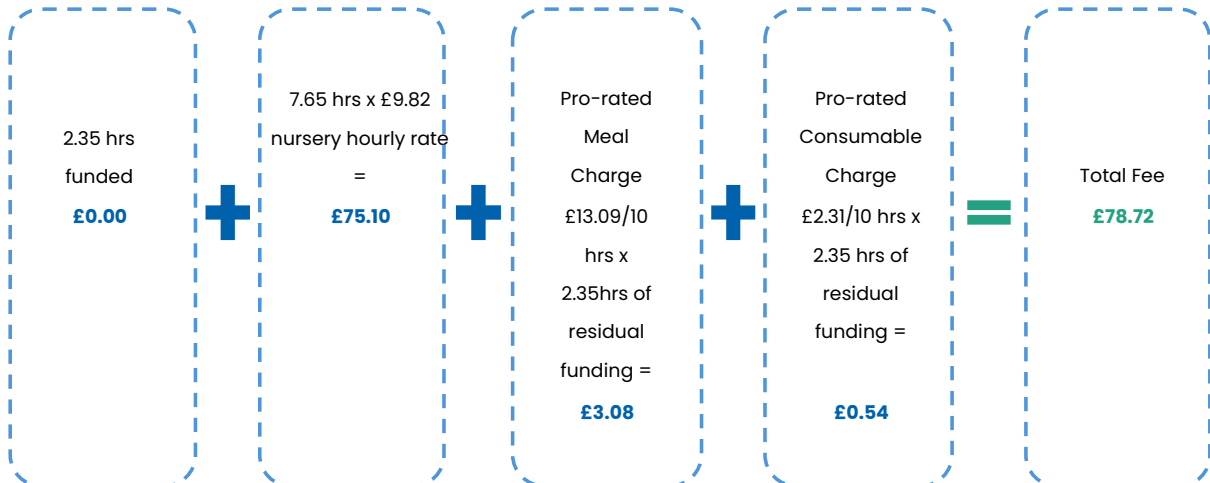 2.35 hrs
funded
£0.00
7.65 hrs x £9.82
nursery hourly rate
=
£75.10
Pro-rated
Meal
Charge
£13.09/10
hrs x
2.35hrs of
residual
funding =
£3.08
Pro-rated
Consumable
Charge
£2.31/10 hrs x
2.35 hrs of
residual
funding =
£0.54
Total Fee
£78.72